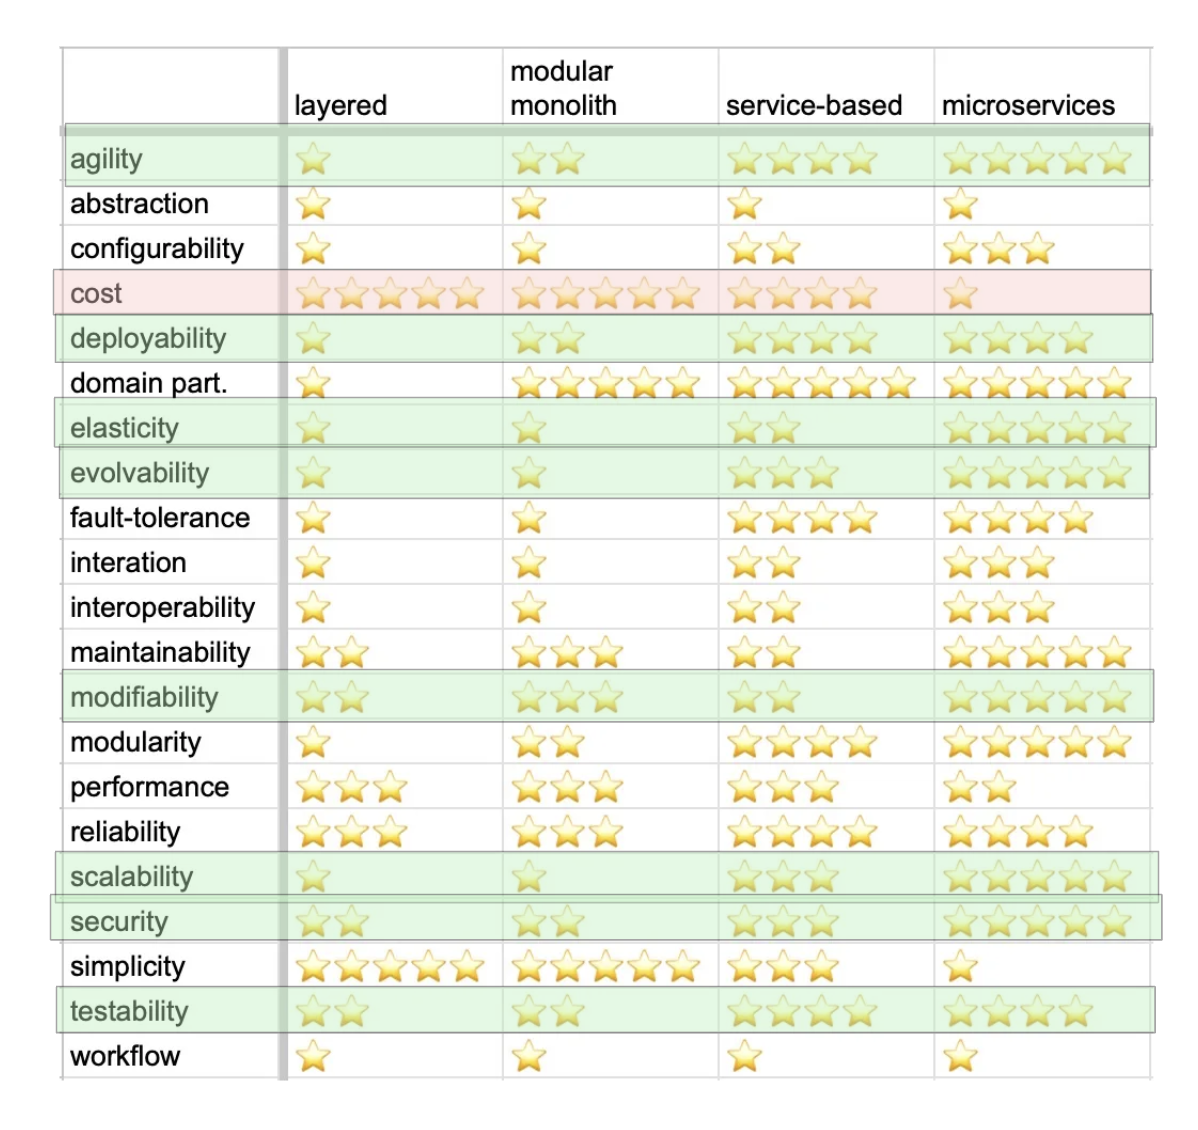 layered
modular
monolith
service-based
microservices
agility
abstraction
configurability
cost
deployability
domain part.
elasticity
evolvability
fault-tolerance
interation
interoperability
maintainability
modifiability
modularity
performance
reliability
scalability
security
simplicity
testability
workflow